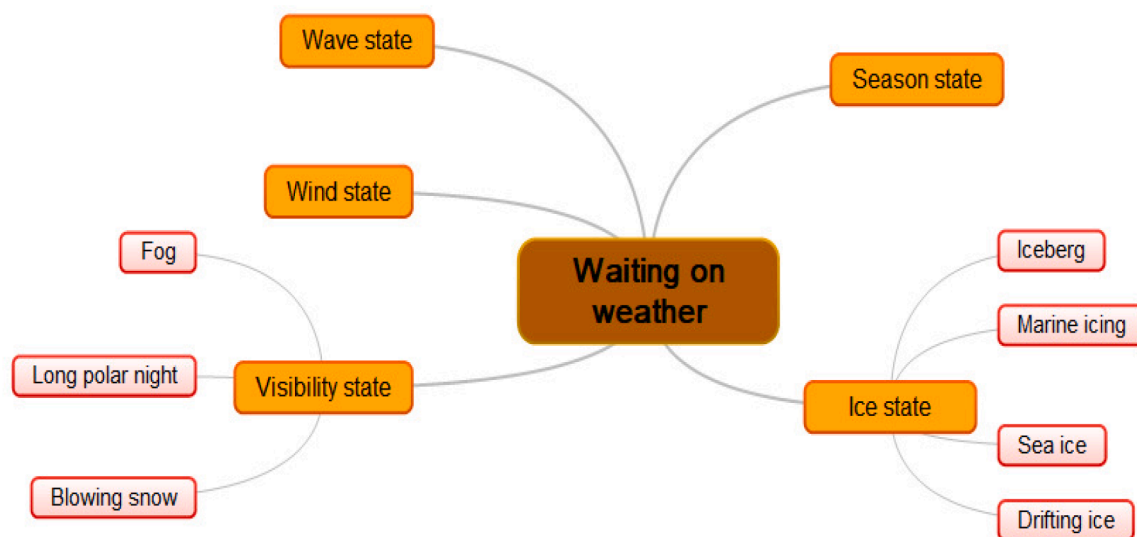 Wave state
Season state
Wind state
Fog
Waiting on
weather
Iceberg
Marine icing
Long polar night
Visibility state
Ice state
Sea ice
Blowing snow
Drifting ice